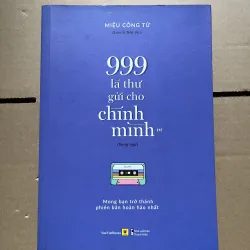 MIÊU CÔNG TỬ
999
lá thư
gửi cho
chính
mình
Mong bạn trở thành
phiên bản hoàn hảo nhất